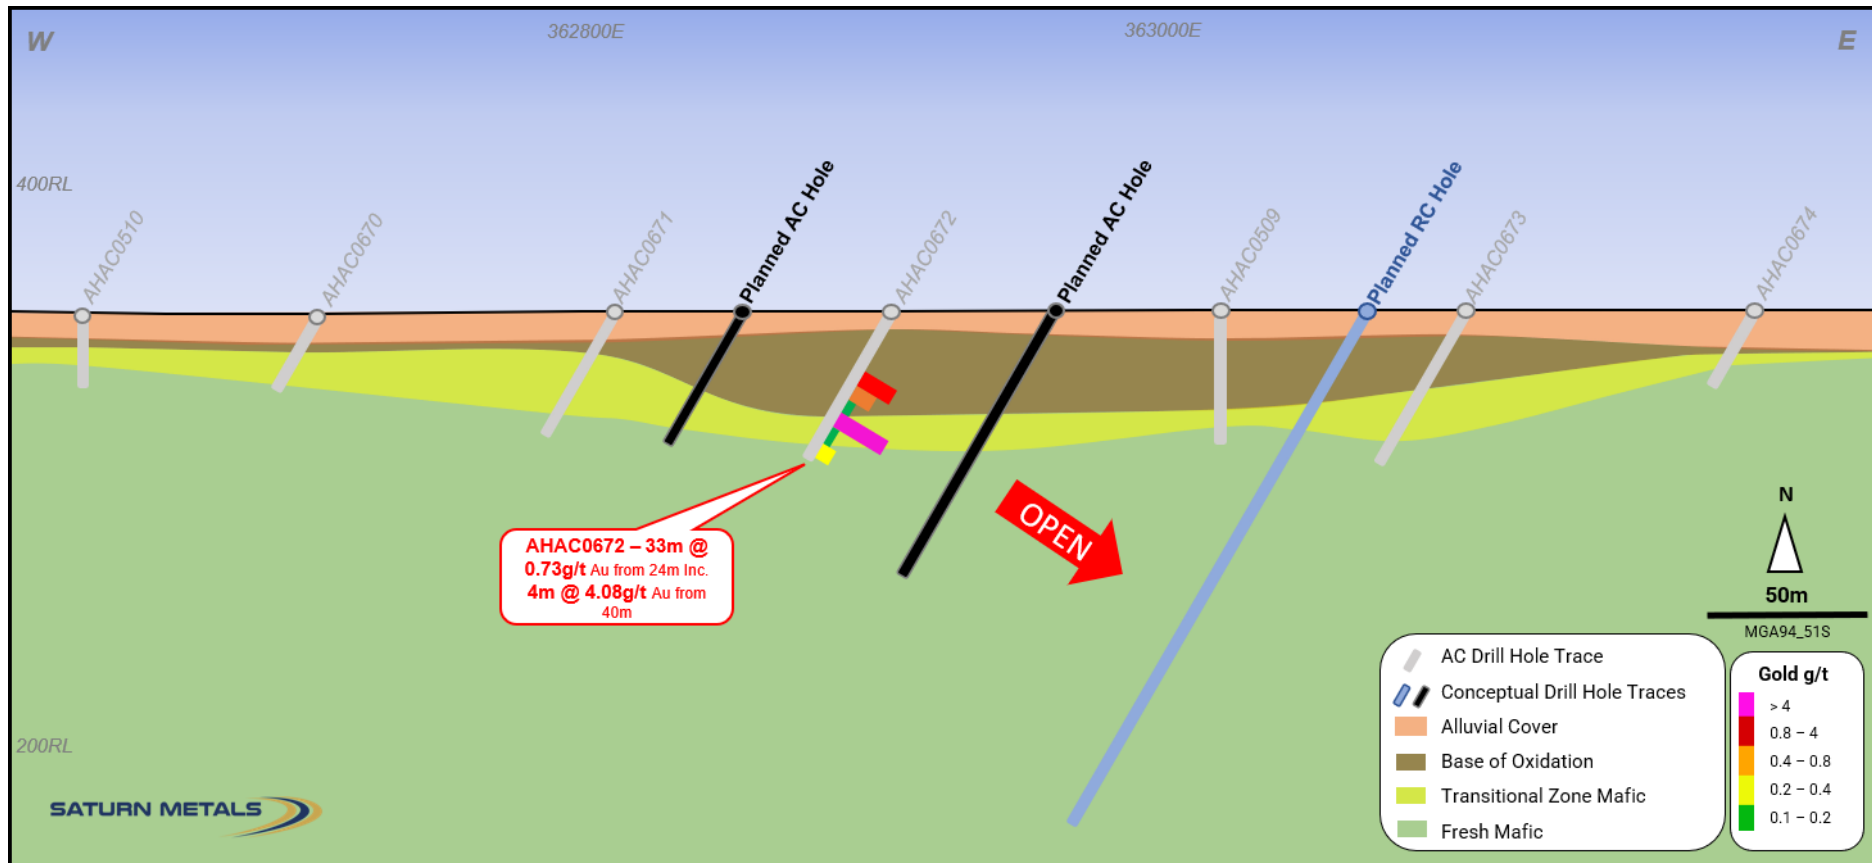 W
362800E
363000E
E
400RL
AHAC0510
AHAC0670
AHAC0671
Planned AC Hole
AHAC0672
Planned AC Hole
AHAC0509
Planned RC Hole
AHAC0673
AHAC0674
OPEN
AHAC0672 – 33m @
0.73g/t Au from 24m Inc.
4m @ 4.08g/t Au from
40m
N
50m
MGA94_51S
200RL
SATURN METALS
AC Drill Hole Trace
Conceptual Drill Hole Traces
Alluvial Cover
Base of Oxidation
Transitional Zone Mafic
Fresh Mafic
Gold g/t
> 4
0.8 – 4
0.4 – 0.8
0.2 – 0.4
0.1 – 0.2